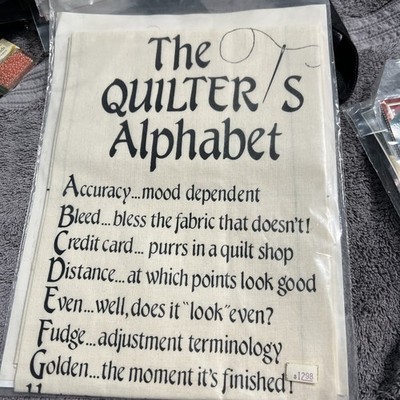 The
QUILTER'S
Alphabet
Accuracy...mood dependent
Bleed...bless the fabric that doesn't!
Credit card... purrs in a quilt shop
Distance...at which points look good
Even...well, does it "look" even?
Fudge...adjustment terminology
Golden...the moment it's finished!